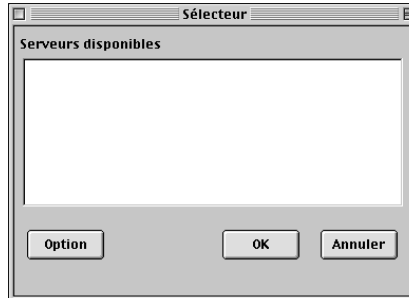 Sélecteur
Serveurs disponibles
Option
OK
Annuler